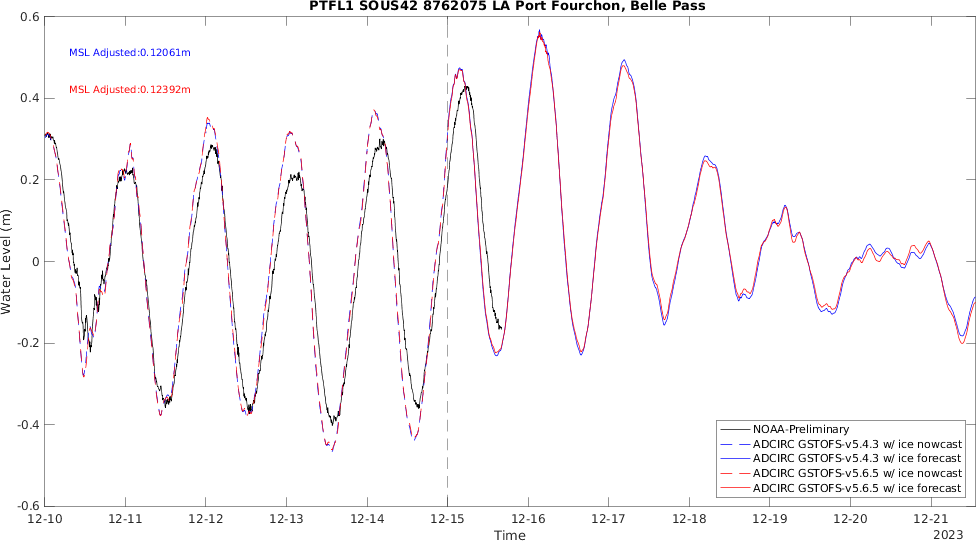 PTFL1 SOUS42 8762075 LA Port Fourchon, Belle Pass
0.6
MSL Adjusted:0.12061m
MSL Adjusted:0.12392m
0.4
0.2
0
-0.2
-0.4
-0.6
Water Level (m)
NOAA-Preliminary
ADCIRC GSTOFS-v5.4.3 w/ ice nowcast
ADCIRC GSTOFS-v5.4.3 w/ ice forecast
ADCIRC GSTOFS-v5.6.5 w/ ice nowcast
ADCIRC GSTOFS-v5.6.5 w/ ice forecast
12-10 12-11 12-12 12-13 12-14 12-15 12-16 12-17 12-18 12-19 12-20 12-21
Time
2023